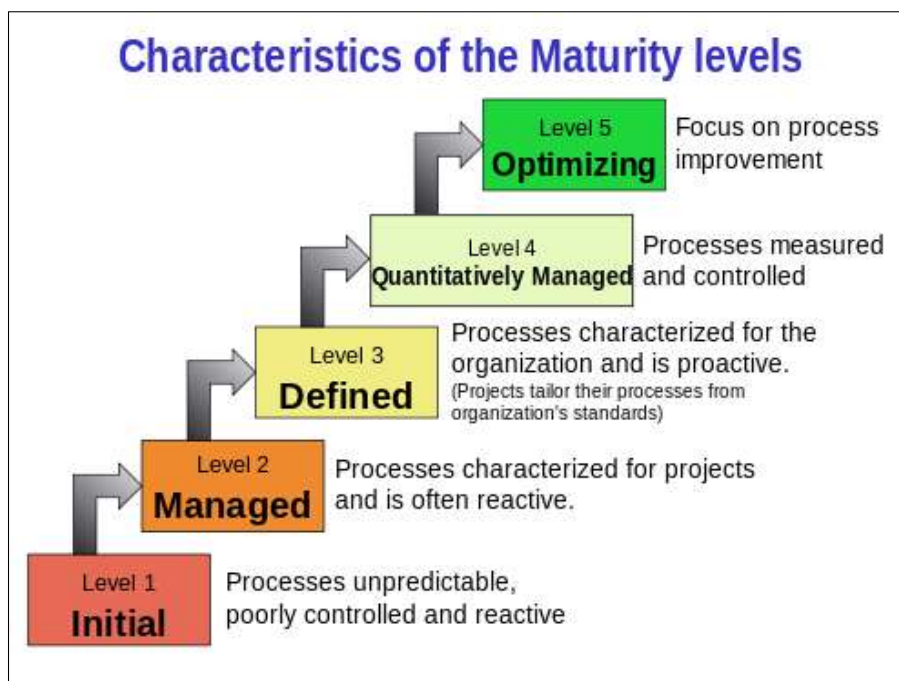 Characteristics of the Maturity levels
Level 5
Optimizing
Focus on process
improvement
Level 4
Quantitatively Managed
Processes measured
and controlled
Level 3
Defined
Processes characterized for the
organization and is proactive.
(Projects tailor their processes from
organization's standards)
Level 2
Managed
Processes characterized for projects
and is often reactive.
Level 1
Initial
Processes unpredictable,
poorly controlled and reactive